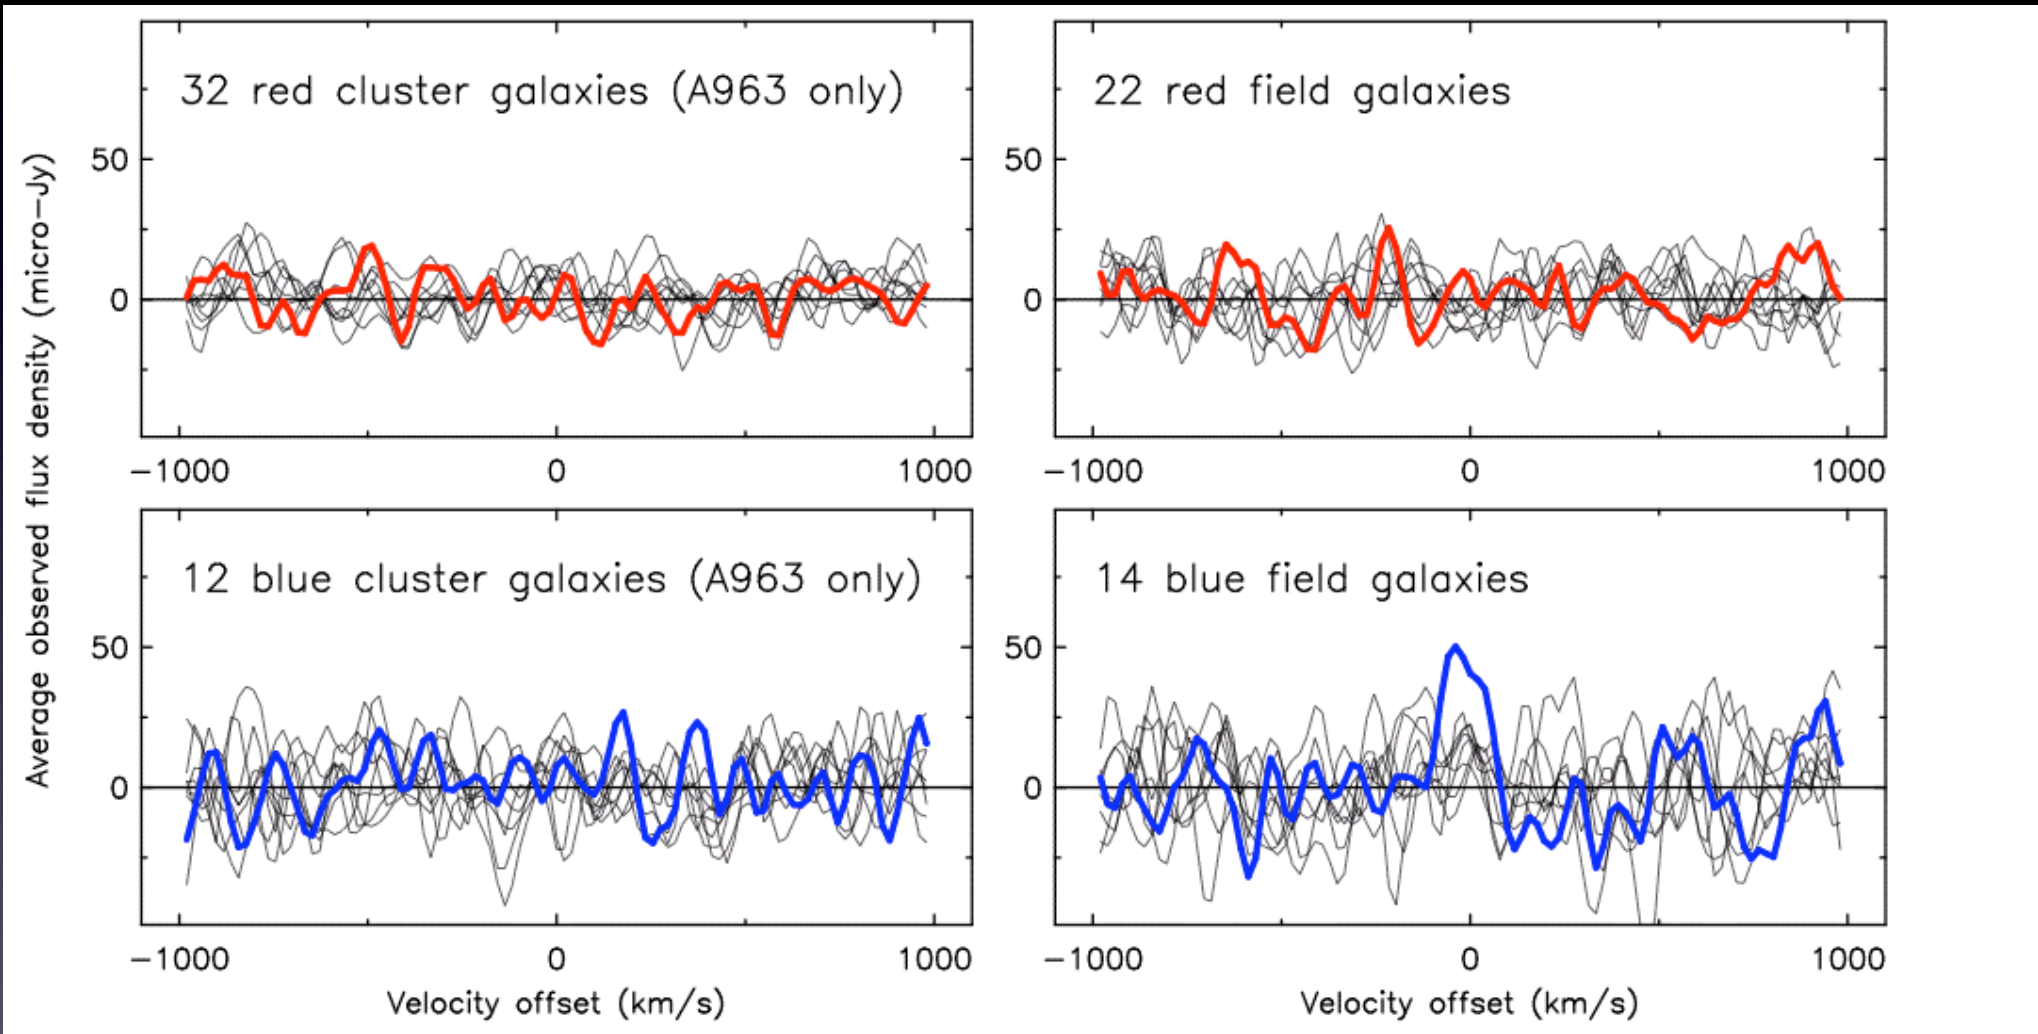 32 red cluster galaxies (A963 only)
22 red field galaxies
50
0
50
0
−1000
0
1000
−1000
0
1000
Average observed flux density (micro−Jy)
12 blue cluster galaxies (A963 only)
14 blue field galaxies
50
0
50
0
−1000
0
1000
−1000
0
1000
Velocity offset (km/s)
Velocity offset (km/s)